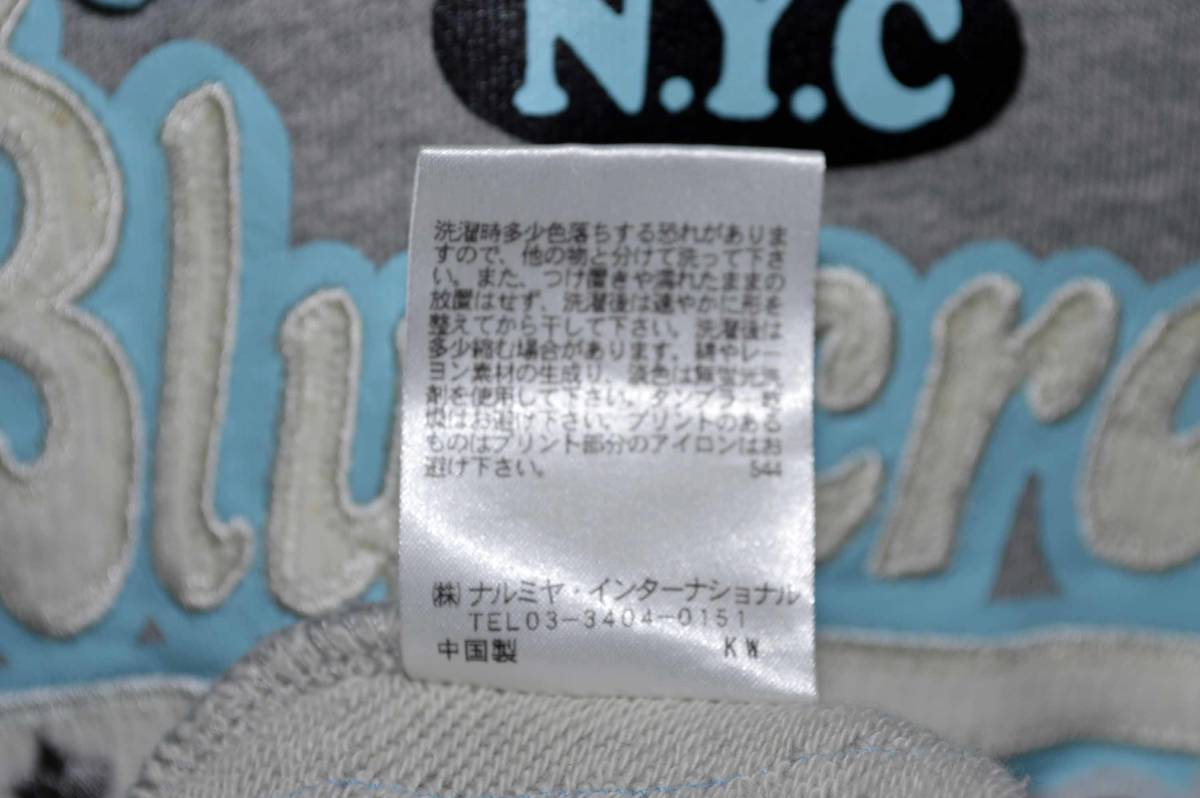 N.Y.C
洗濯時多少色落ちする恐れがありま
すので、他の物と分けて洗って下さ
い。また、つけ置きや濡れたままの
放置はせず、洗濯後は速やかに形を
整えてから干して下さい。洗濯後は
多少縮む場合があります。綿やレー
ヨン素材の生成り、淡色は無蛍光洗
剤を使用して下さい。タンブラー乾
燥はお避け下さい。プリントのある
ものはプリント部分のアイロンはお
避け下さい。 544
(株)ナルミヤ・インターナショナル
TEL03-3404-0151
中国製 KW